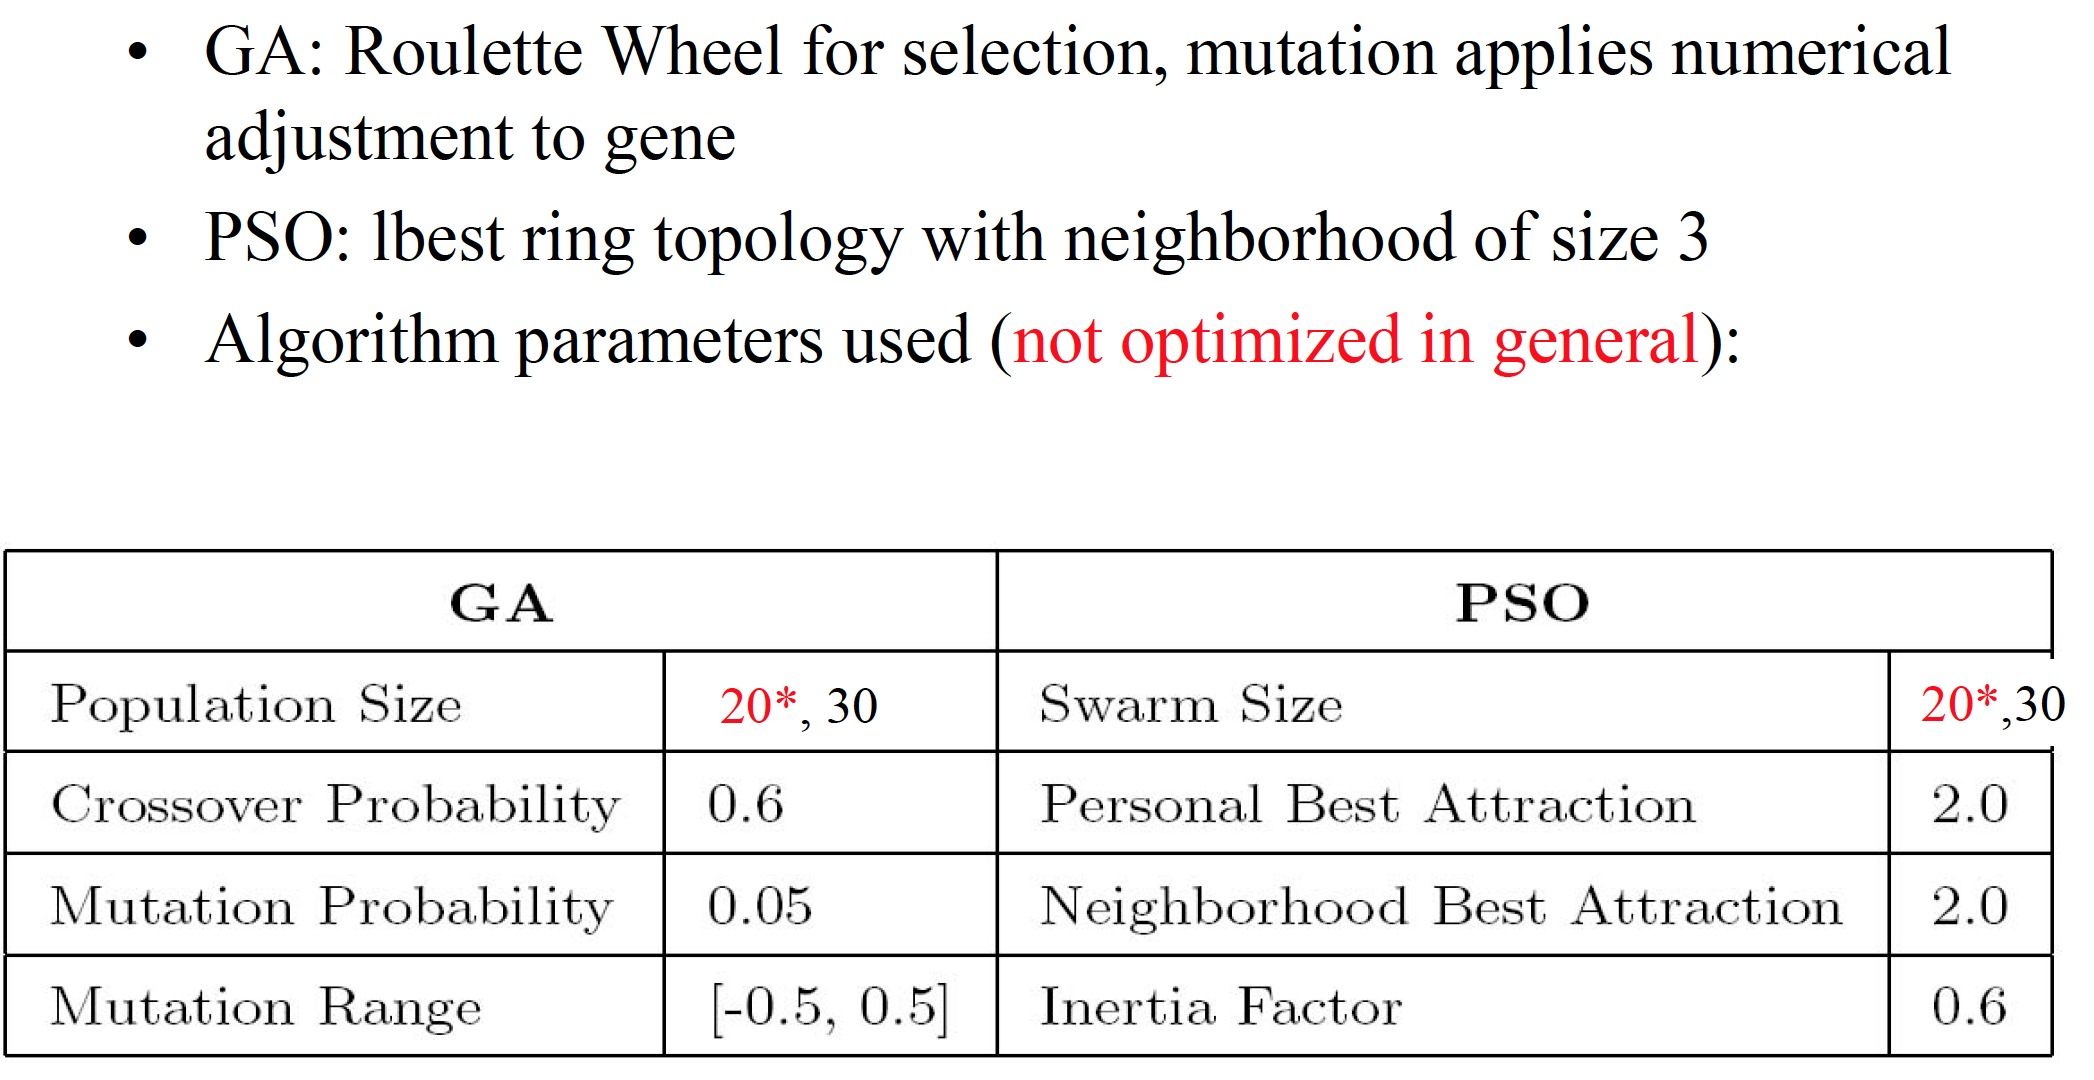 • GA: Roulette Wheel for selection, mutation applies numerical
adjustment to gene
• PSO: lbest ring topology with neighborhood of size 3
• Algorithm parameters used (not optimized in general):
GA PSO
Population Size 20*, 30 Swarm Size 20*,30
Crossover Probability 0.6 Personal Best Attraction 2.0
Mutation Probability 0.05 Neighborhood Best Attraction 2.0
Mutation Range [-0.5, 0.5] Inertia Factor 0.6